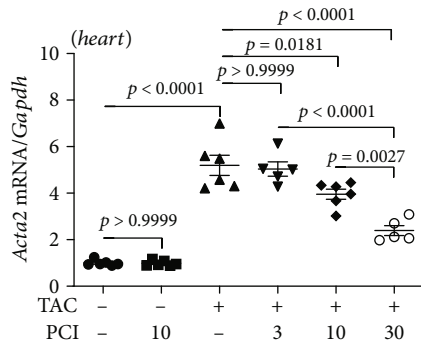 (heart)
p < 0.0001
p = 0.0181
p > 0.9999
p < 0.0001
p < 0.0001
p = 0.0027
p > 0.9999
Acta2 mRNA/Gapdh
10
8
6
4
2
0
TAC – – + + + +
PCI – 10 – 3 10 30